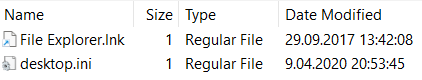 Name Size Type Date Modified
File Explorer.lnk 1 Regular File 29.09.2017 13:42:08
desktop.ini 1 Regular File 9.04.2020 20:53:45